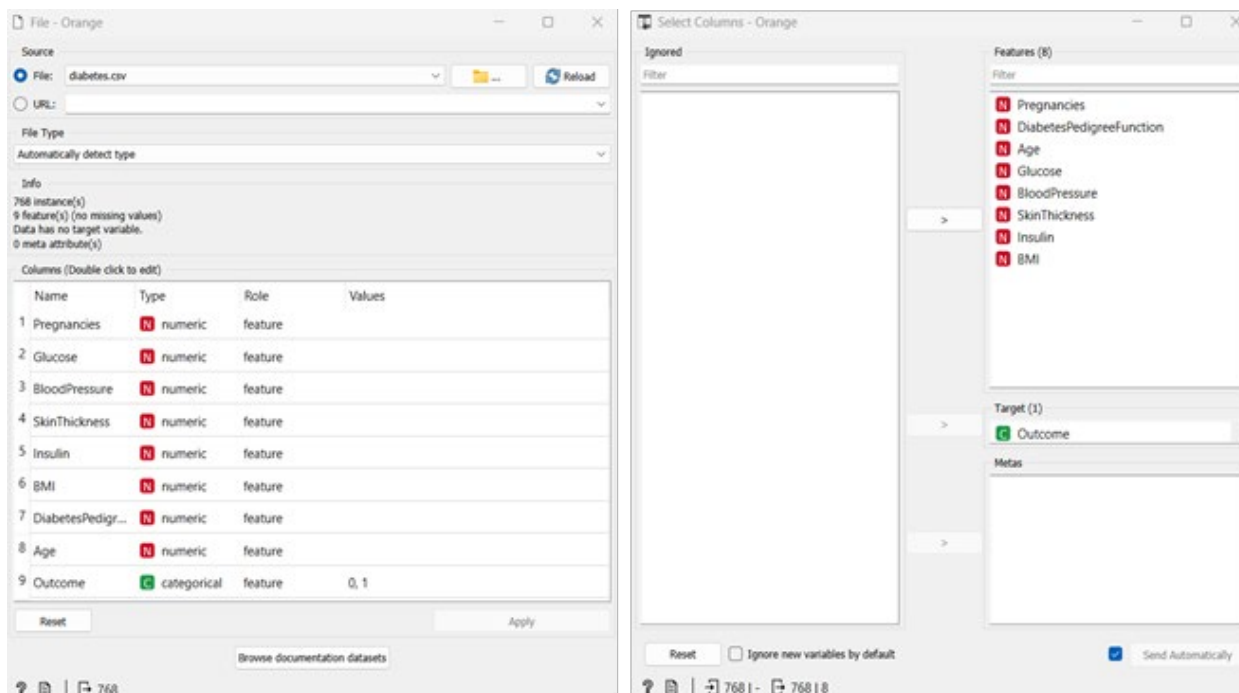 File - Orange
Source
File: diabetes.csv
... Reload
URL:
File Type
Automatically detect type
Info
768 instance(s)
9 feature(s) (no missing values)
Data has no target variable.
0 meta attribute(s)
Columns (Double click to edit)
Name Type Role Values
1 Pregnancies N numeric feature
2 Glucose N numeric feature
3 BloodPressure N numeric feature
4 SkinThickness N numeric feature
5 Insulin N numeric feature
6 BMI N numeric feature
7 DiabetesPedigr... N numeric feature
8 Age N numeric feature
9 Outcome C categorical feature 0, 1
Reset Apply
Browse documentation datasets
? 768
Select Columns - Orange
Ignored
Filter
>
>
>
Features (8)
Filter
N Pregnancies
N DiabetesPedigreeFunction
N Age
N Glucose
N BloodPressure
N SkinThickness
N Insulin
N BMI
Target (1)
C Outcome
Metas
Reset Ignore new variables by default Send Automatically
? 768 | - 768 | 8